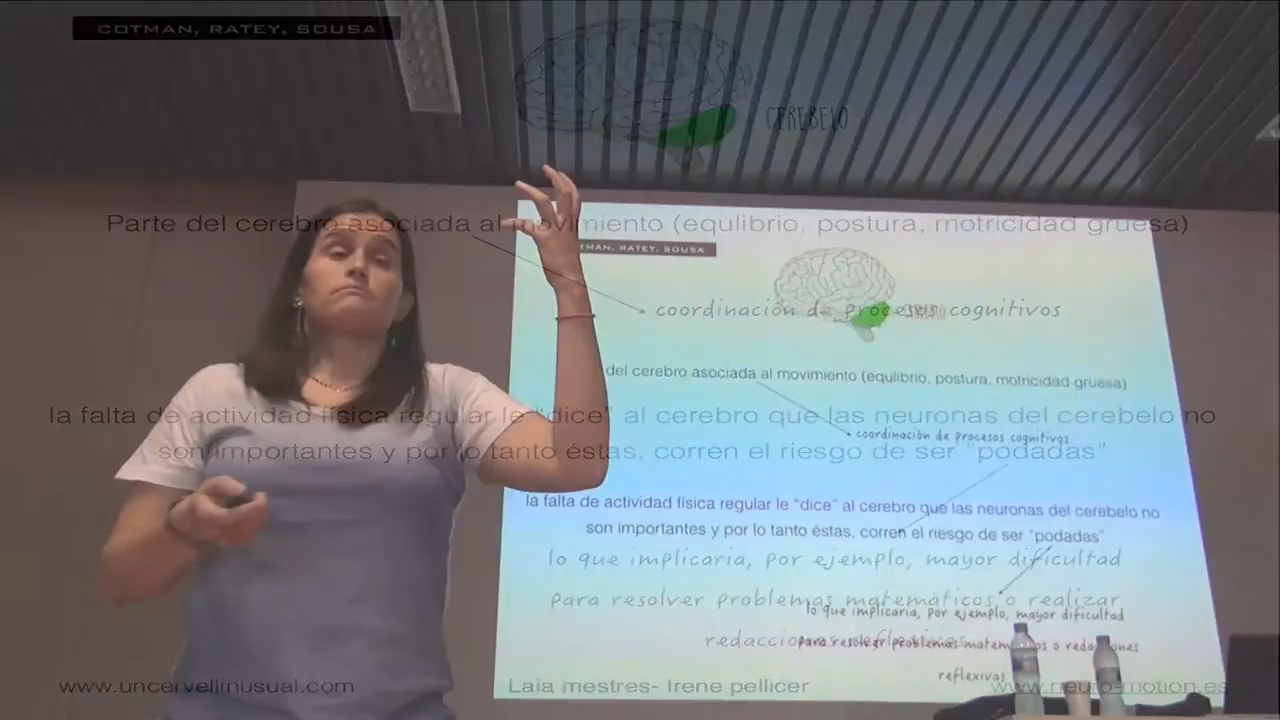 COTMAN, RATEY, SOUSA
CEREBELO
Parte del cerebro asociada al movimiento (equlibrio, postura, motricidad gruesa)
TMAN, RATEY, SOUSA
coordinación de procesos cognitivos
del cerebro asociada al movimiento (equlibrio, postura, motricidad gruesa)
la falta de actividad física regular le "dice" al cerebro que las neuronas del cerebelo no
coordinación de procesos cognitivos
son importantes y por lo tanto éstas, corren el riesgo de ser "podadas"
la falta de actividad física regular le "dice" al cerebro que las neuronas del cerebelo no
son importantes y por lo tanto éstas, corren el riesgo de ser "podadas"
lo que implicaria, por ejemplo, mayor dificultad
para resolver problemas matemáticos o realizar
lo que implicaria, por ejemplo, mayor dificultad
para resolver problemas matemáticos o redacciones
reflexivas
www.uncervellinusual.com
Laia mestres- Irene pellicer
www.neuro-motion.es